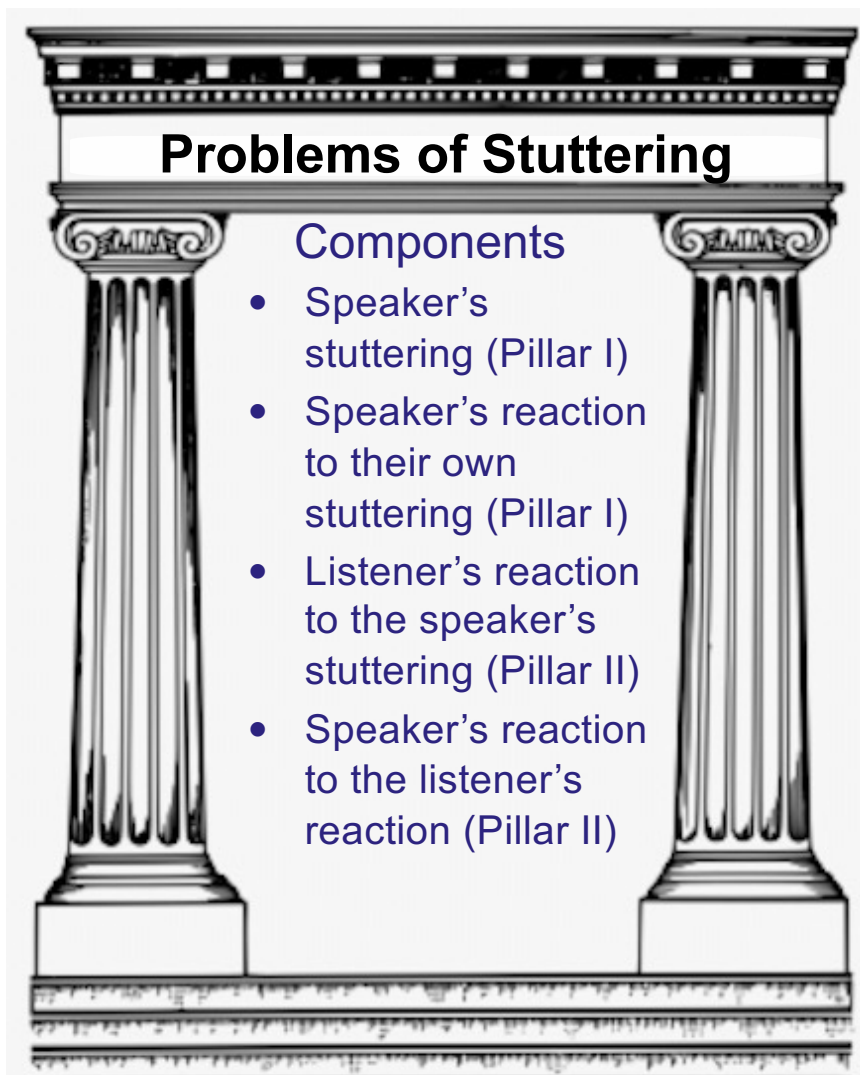 Problems of Stuttering
Components
• Speaker’s
stuttering (Pillar I)
• Speaker’s reaction
to their own
stuttering (Pillar I)
• Listener’s reaction
to the speaker’s
stuttering (Pillar II)
• Speaker’s reaction
to the listener’s
reaction (Pillar II)